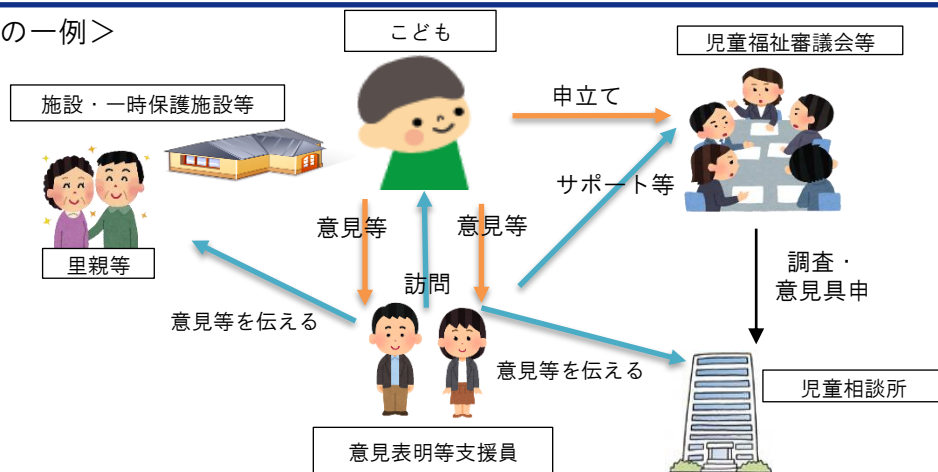 の一例＞
こども
児童福祉審議会等
施設・一時保護施設等
申立て
サポート等
意見等
意見等
里親等
訪問
調査・
意見具申
意見等を伝える
意見等を伝える
児童相談所
意見表明等支援員